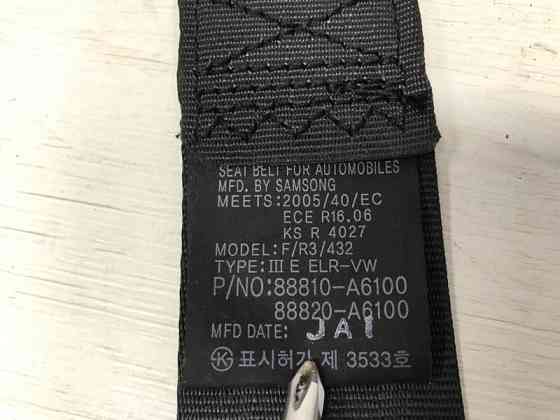 SEAT BELT FOR AUTOMOBILES
MFD. BY SAMSONG
MEETS:2005/40/EC
ECE R16.06
KS R 4027
MODEL:F/R3/432
TYPE:III E ELR-VW
P/NO:88810-A6100
88820-A6100
MFD DATE: JA1
K 표시허가 제 3533호